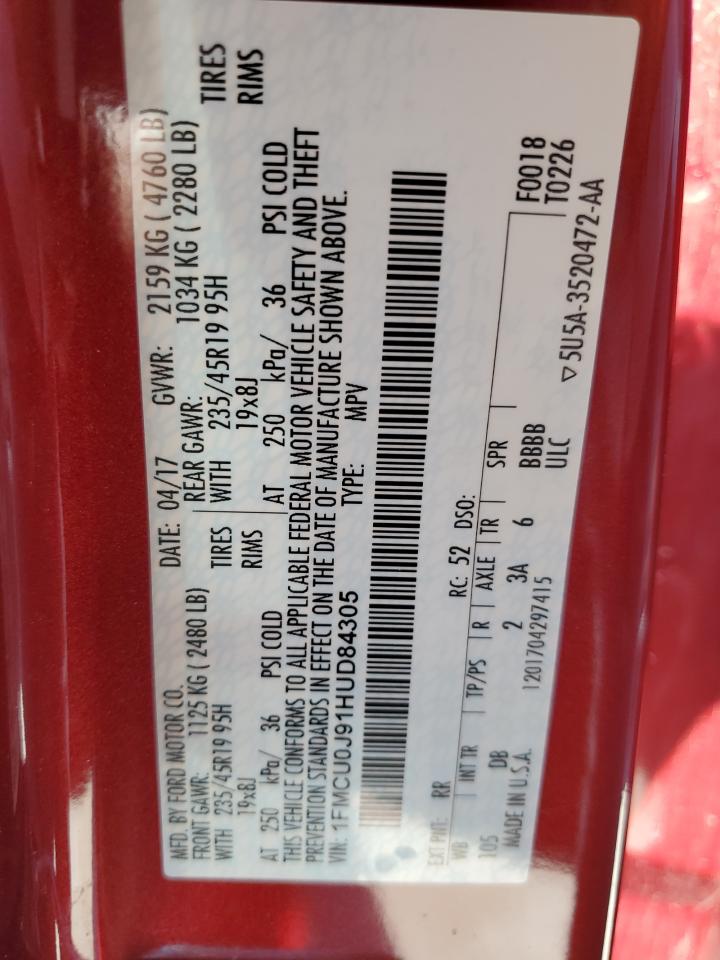 MFD. BY FORD MOTOR CO. DATE: 04/17 GVWR: 2159 KG ( 4760 LB)
FRONT GAWR: 1125 KG ( 2480 LB) REAR GAWR: 1034 KG ( 2280 LB)
WITH 235/45R19 95H TIRES WITH 235/45R19 95H TIRES
19x8J RIMS 19x8J RIMS
AT 250 kPa/ 36 PSI COLD AT 250 kPa/ 36 PSI COLD
THIS VEHICLE CONFORMS TO ALL APPLICABLE FEDERAL MOTOR VEHICLE SAFETY AND THEFT
PREVENTION STANDARDS IN EFFECT ON THE DATE OF MANUFACTURE SHOWN ABOVE.
VIN: 1FMCU0J91HUD84305 TYPE: MPV
EXT PNT: RR RC: 52 DSO:
WB INT TR TP/PS R AXLE TR SPR F0018
105 DB 2 3A 6 BBBB T0226
MADE IN U.S.A. 1201704297415 ULC ▽5U5A-3520472-AA